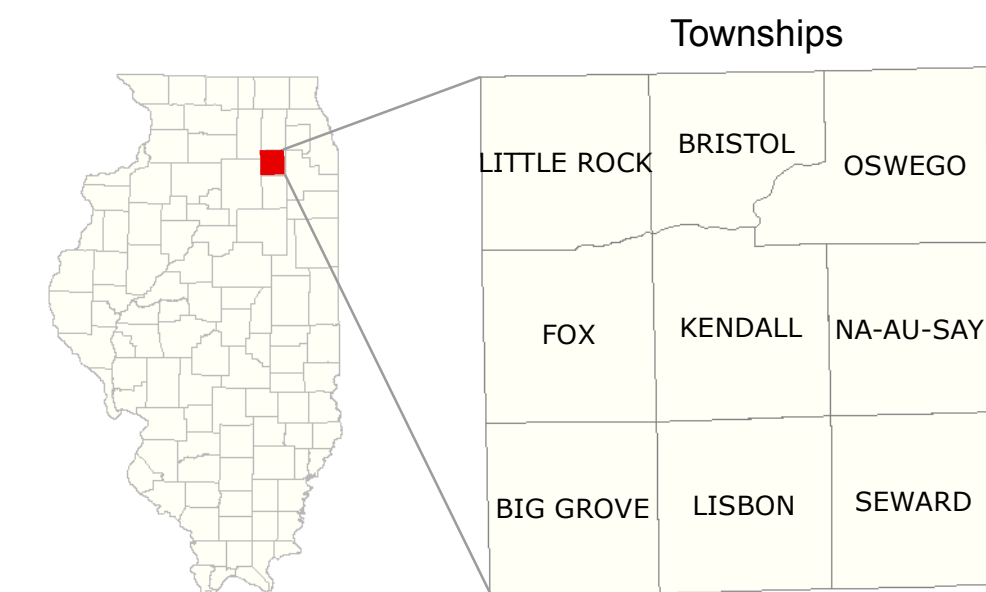 Townships
LITTLE ROCK
BRISTOL
OSWEGO
FOX
KENDALL
NA-AU-SAY
BIG GROVE
LISBON
SEWARD